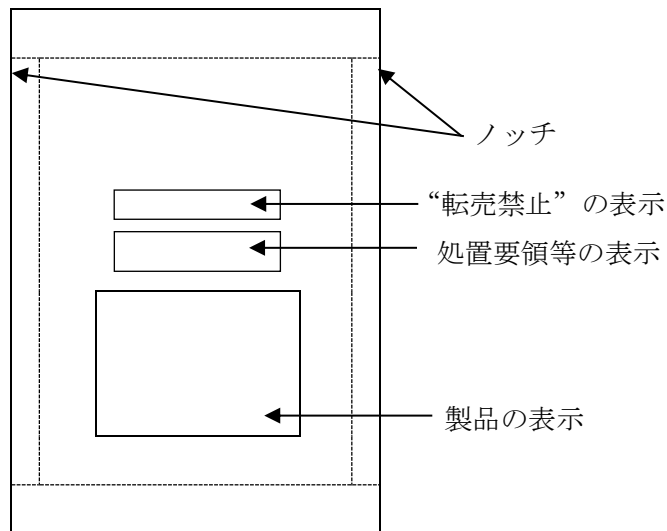 ノッチ
“転売禁止”の表示
処置要領等の表示
製品の表示